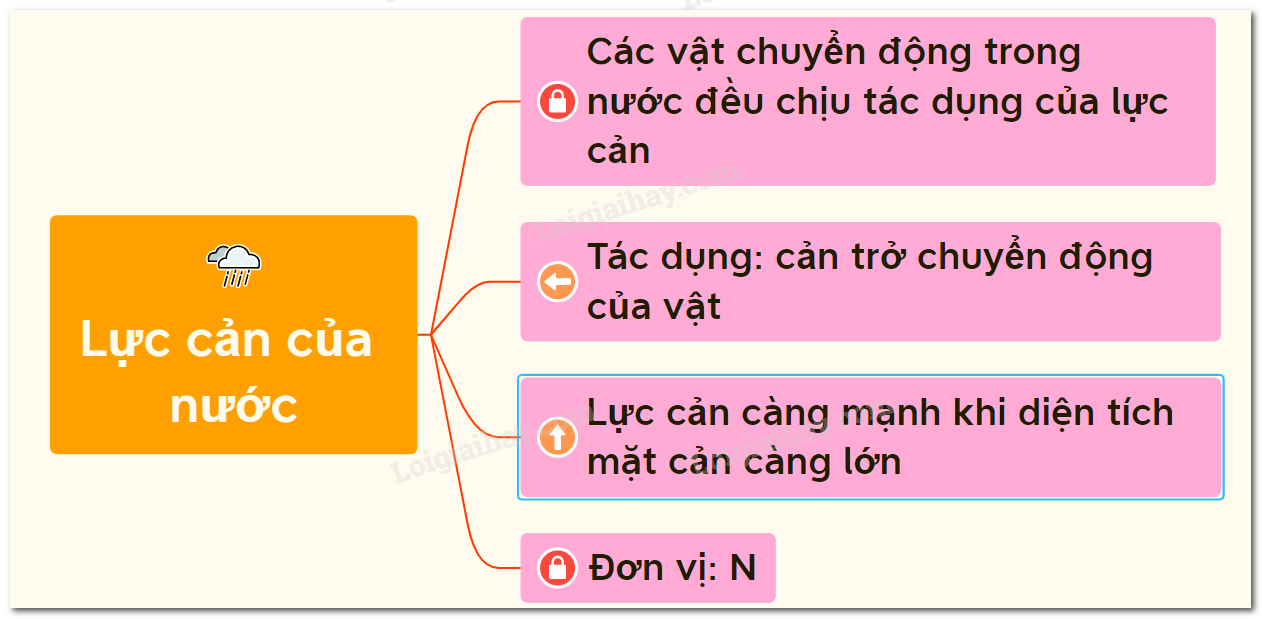 Các vật chuyển động trong
nước đều chịu tác dụng của lực
cản
Loigiaihay.com
Tác dụng: cản trở chuyển động
của vật
Lực cản của
nước
Lực cản càng mạnh khi diện tích
mặt cản càng lớn
Đơn vị: N